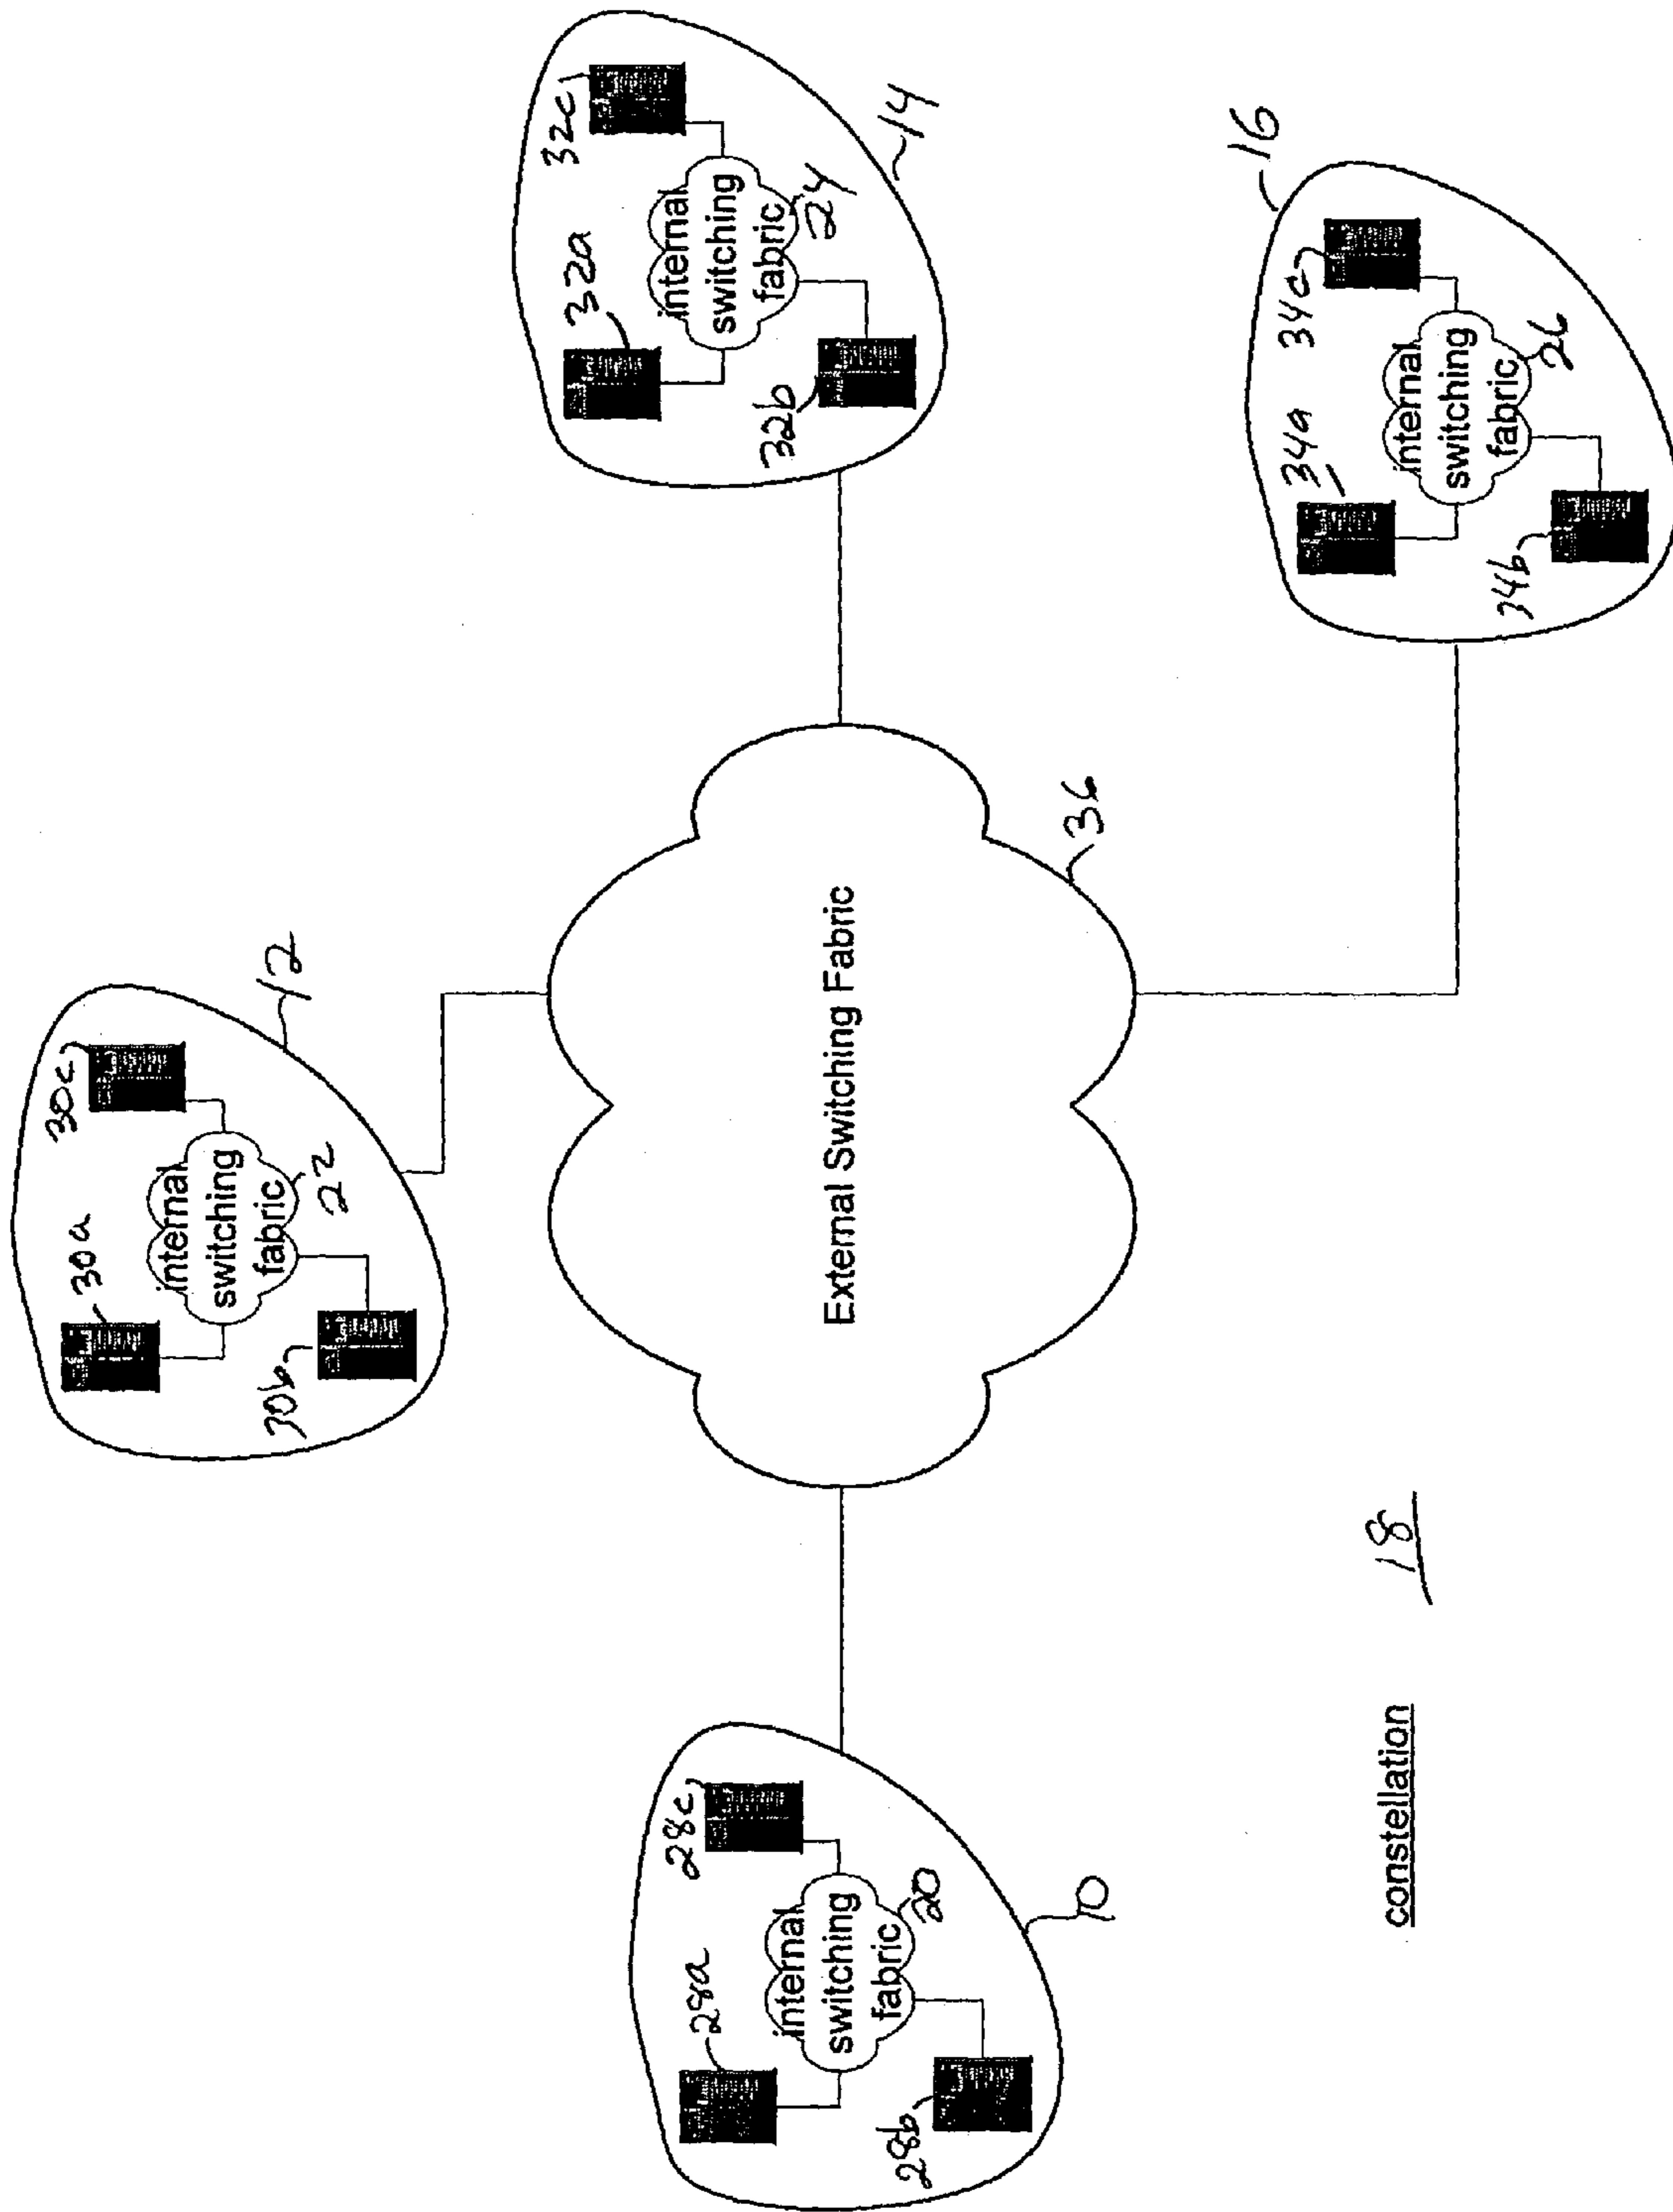 30a
30c
internal
switching
fabric
22
30b
12
32a
32c
internal
switching
fabric
24
32b
14
28a
28c
internal
switching
fabric
20
28b
10
External Switching Fabric
36
16
34a
34c
internal
switching
fabric
26
34b
constellation
18